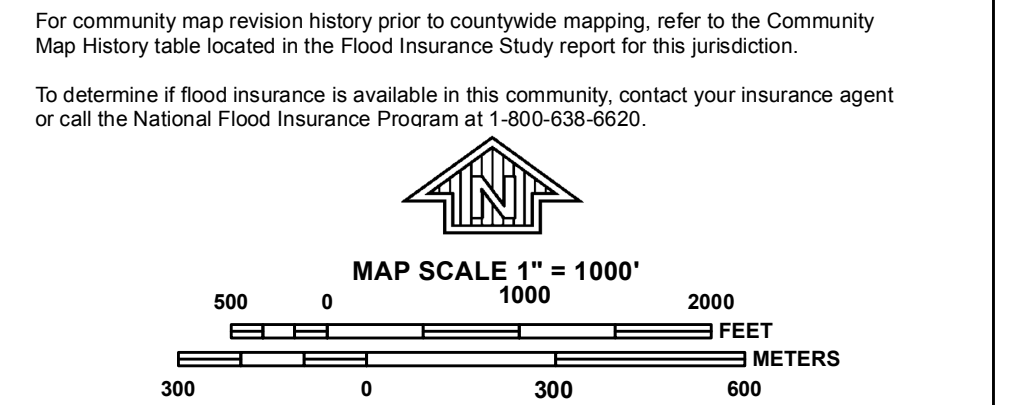 For community map revision history prior to countywide mapping, refer to the Community
Map History table located in the Flood Insurance Study report for this jurisdiction.
To determine if flood insurance is available in this community, contact your insurance agent
or call the National Flood Insurance Program at 1-800-638-6620.
N
MAP SCALE 1" = 1000'
500 0 1000 2000
FEET
METERS
300 0 300 600